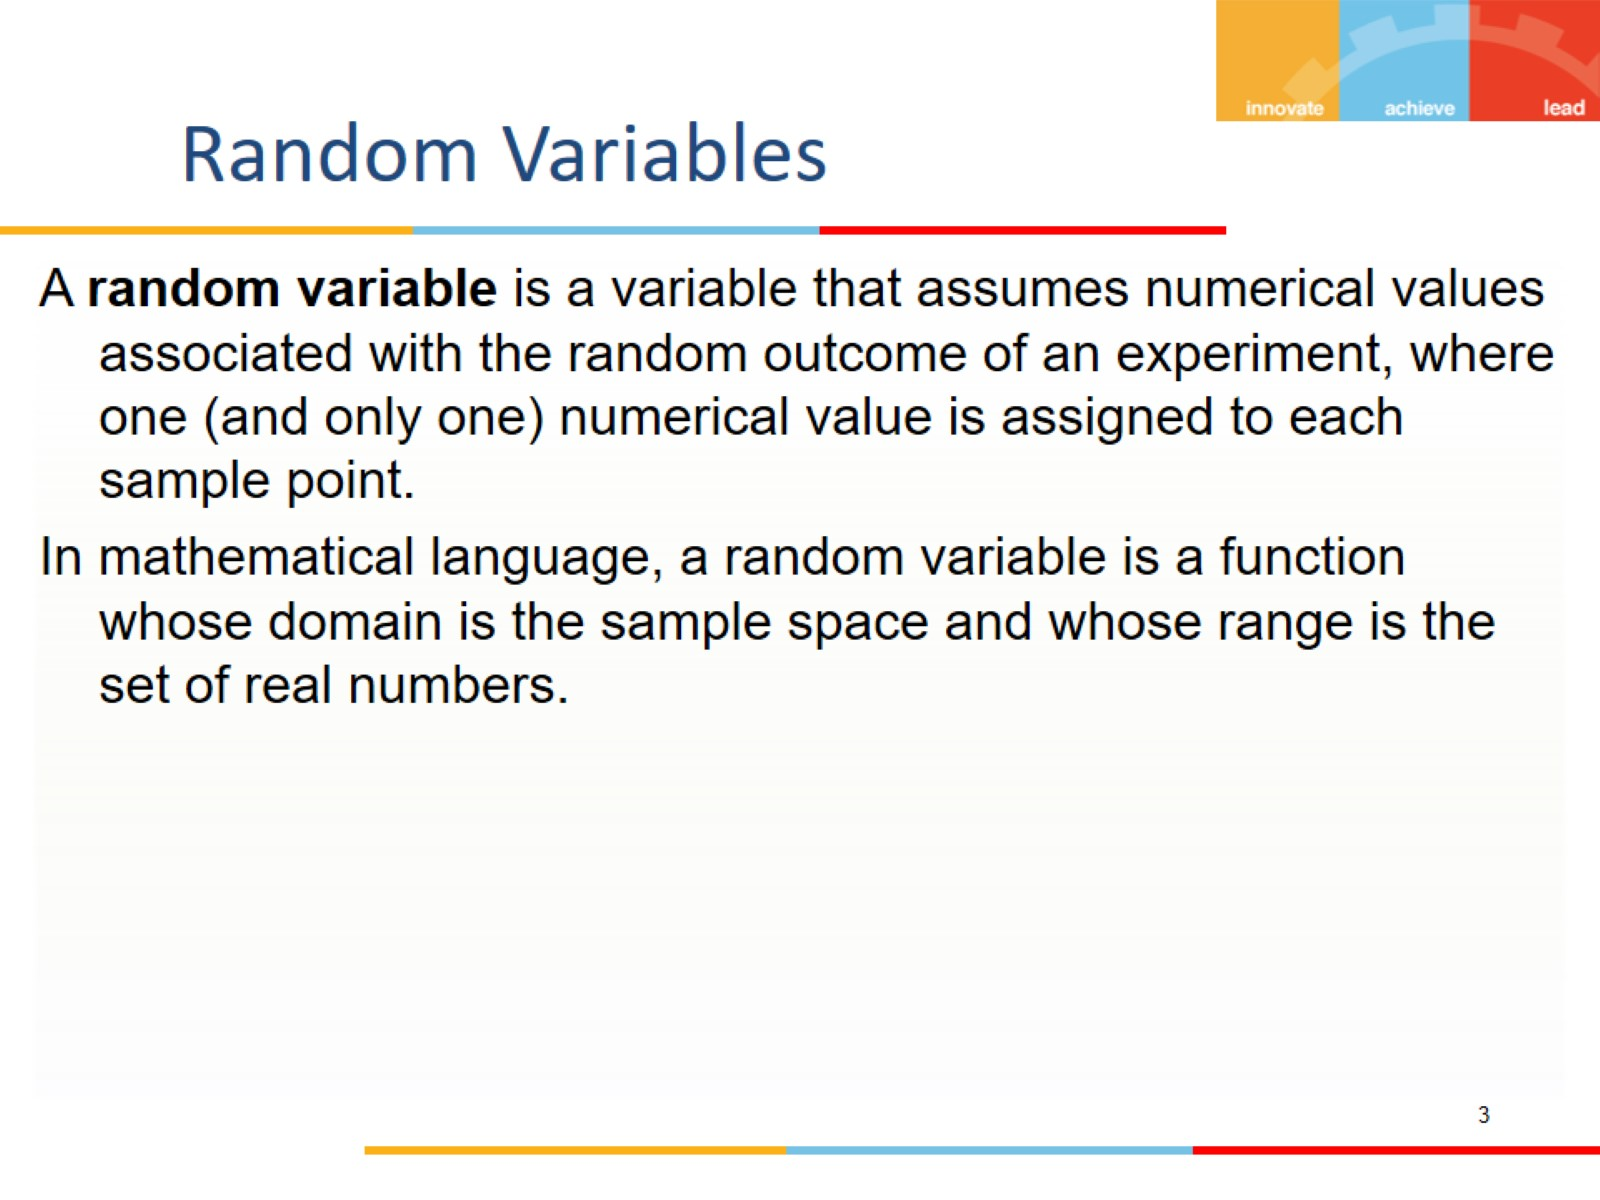 innovate achieve lead
Random Variables
A random variable is a variable that assumes numerical values
associated with the random outcome of an experiment, where
one (and only one) numerical value is assigned to each
sample point.
In mathematical language, a random variable is a function
whose domain is the sample space and whose range is the
set of real numbers.
3